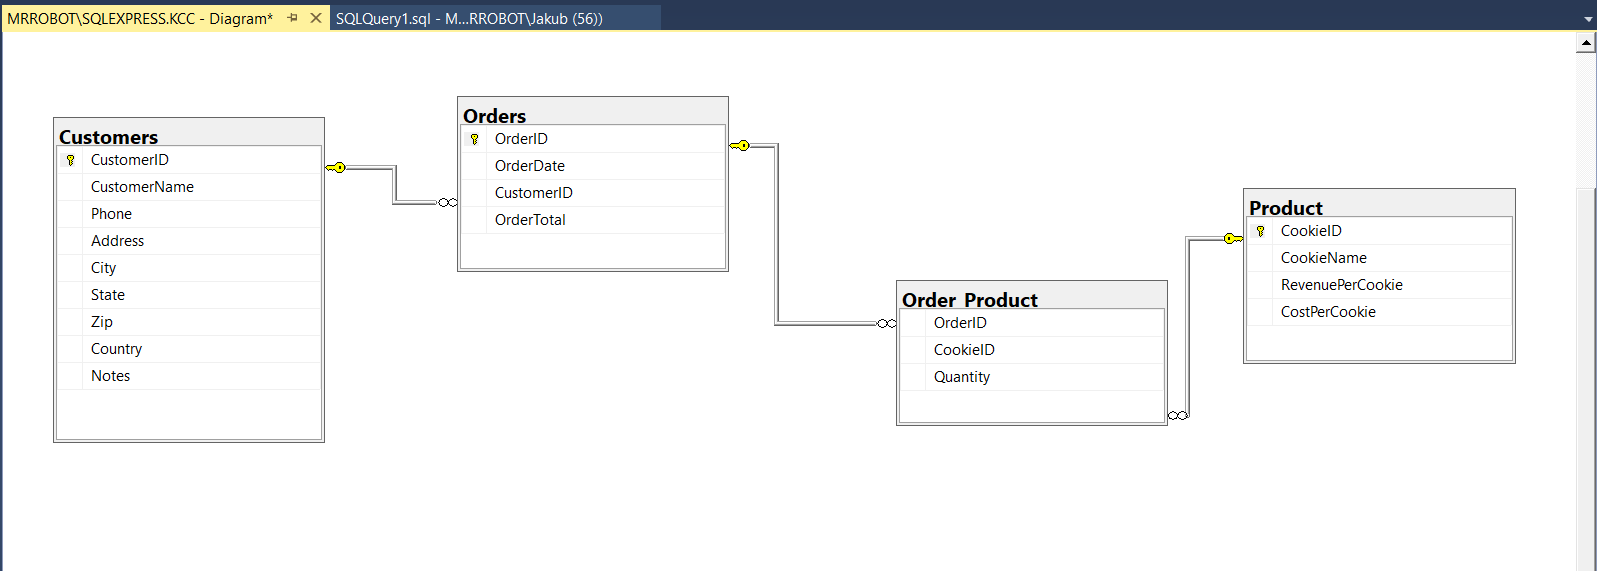 MRROBOT\SQLEXPRESS.KCC - Diagram*
SQLQuery1.sql - M...RROBOT\Jakub (56))
Customers
CustomerID
CustomerName
Phone
Address
City
State
Zip
Country
Notes
Orders
OrderID
OrderDate
CustomerID
OrderTotal
Order_Product
OrderID
CookieID
Quantity
Product
CookieID
CookieName
RevenuePerCookie
CostPerCookie